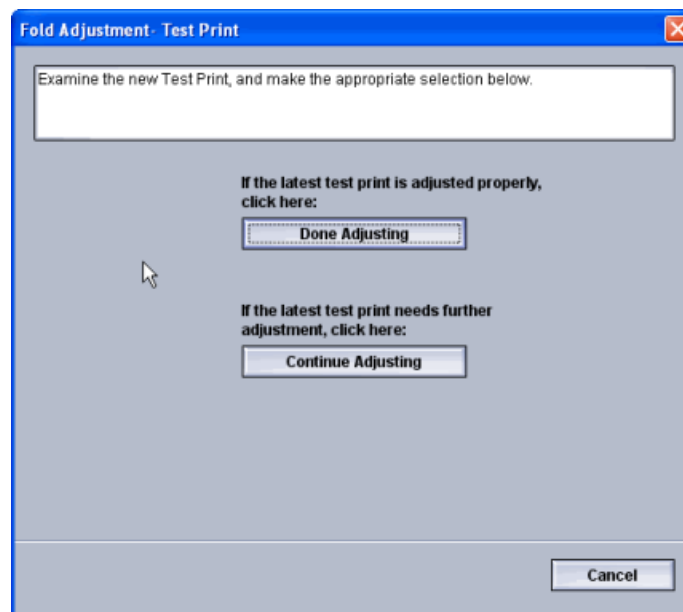 Fold Adjustment- Test Print
Examine the new Test Print, and make the appropriate selection below.
If the latest test print is adjusted properly,
click here:
Done Adjusting
If the latest test print needs further
adjustment, click here:
Continue Adjusting
Cancel